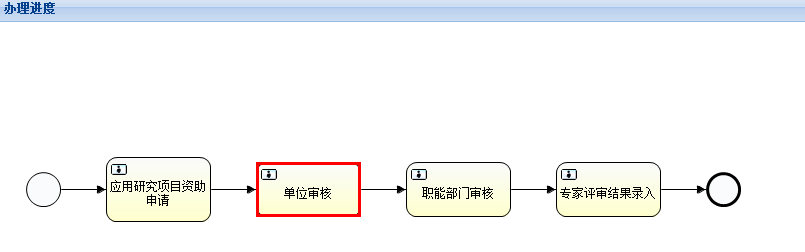 办理进度
应用研究项目资助
申请
单位审核
职能部门审核
专家评审结果录入